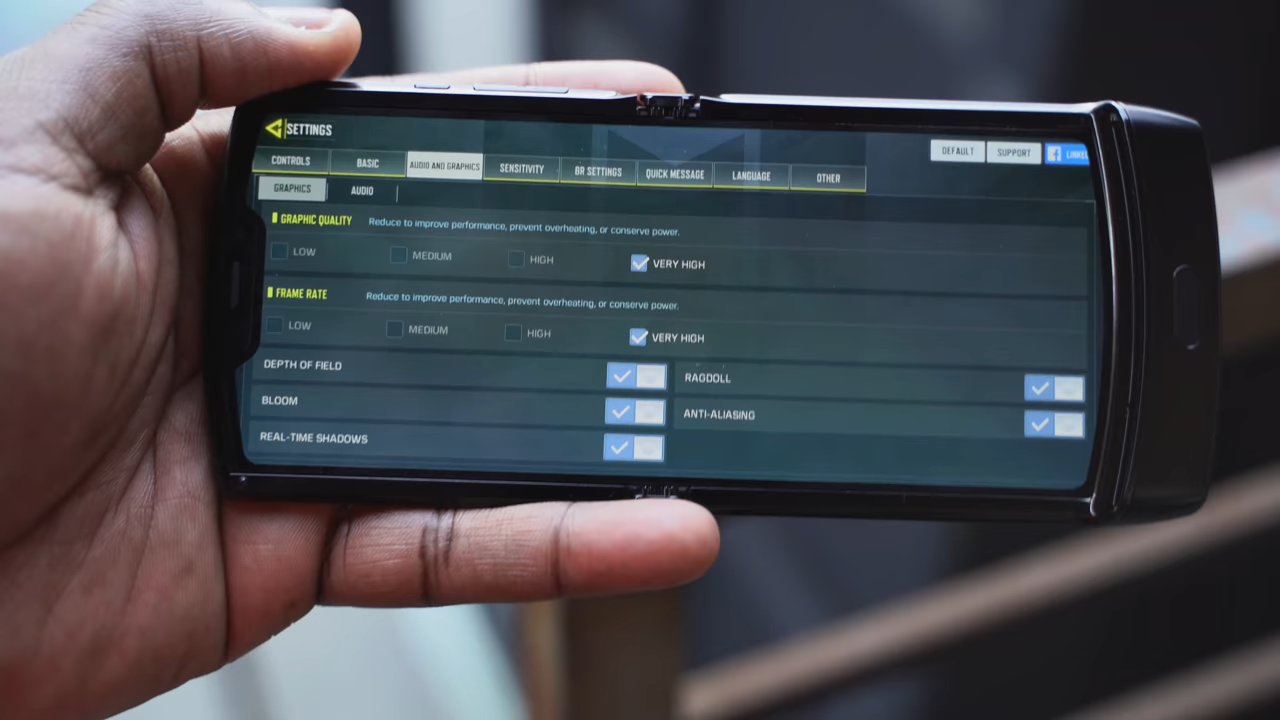 SETTINGS
DEFAULT SUPPORT
CONTROLS BASIC AUDIO AND GRAPHICS SENSITIVITY BR SETTINGS QUICK MESSAGE LANGUAGE OTHER
GRAPHICS AUDIO
GRAPHIC QUALITY Reduce to improve performance, prevent overheating, or conserve power.
LOW MEDIUM HIGH VERY HIGH
FRAME RATE Reduce to improve performance, prevent overheating, or conserve power.
LOW MEDIUM HIGH VERY HIGH
DEPTH OF FIELD RAGDOLL
BLOOM ANTI-ALIASING
REAL-TIME SHADOWS